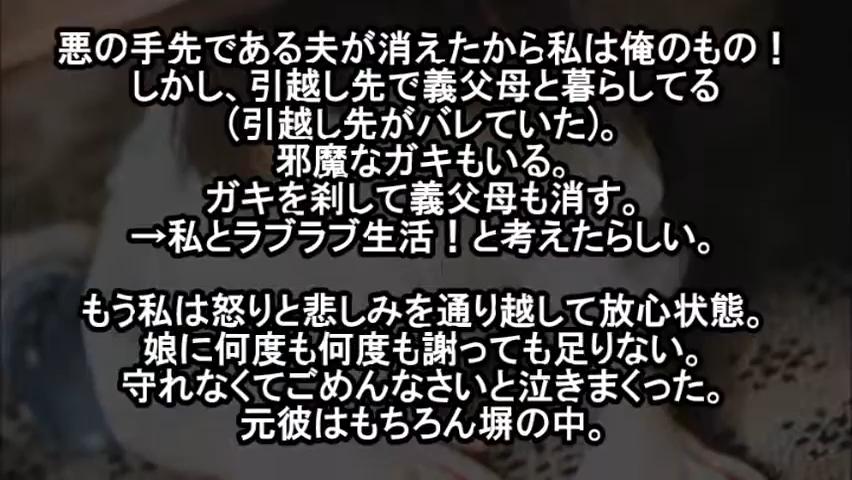 悪の手先である夫が消えたから私は俺のもの！
しかし、引越し先で義父母と暮らしてる
（引越し先がバレていた）。
邪魔なガキもいる。
ガキを刹して義父母も消す。
→私とラブラブ生活！と考えたらしい。
もう私は怒りと悲しみを通り越して放心状態。
娘に何度も何度も謝っても足りない。
守れなくてごめんなさいと泣きまくった。
元彼はもちろん塀の中。